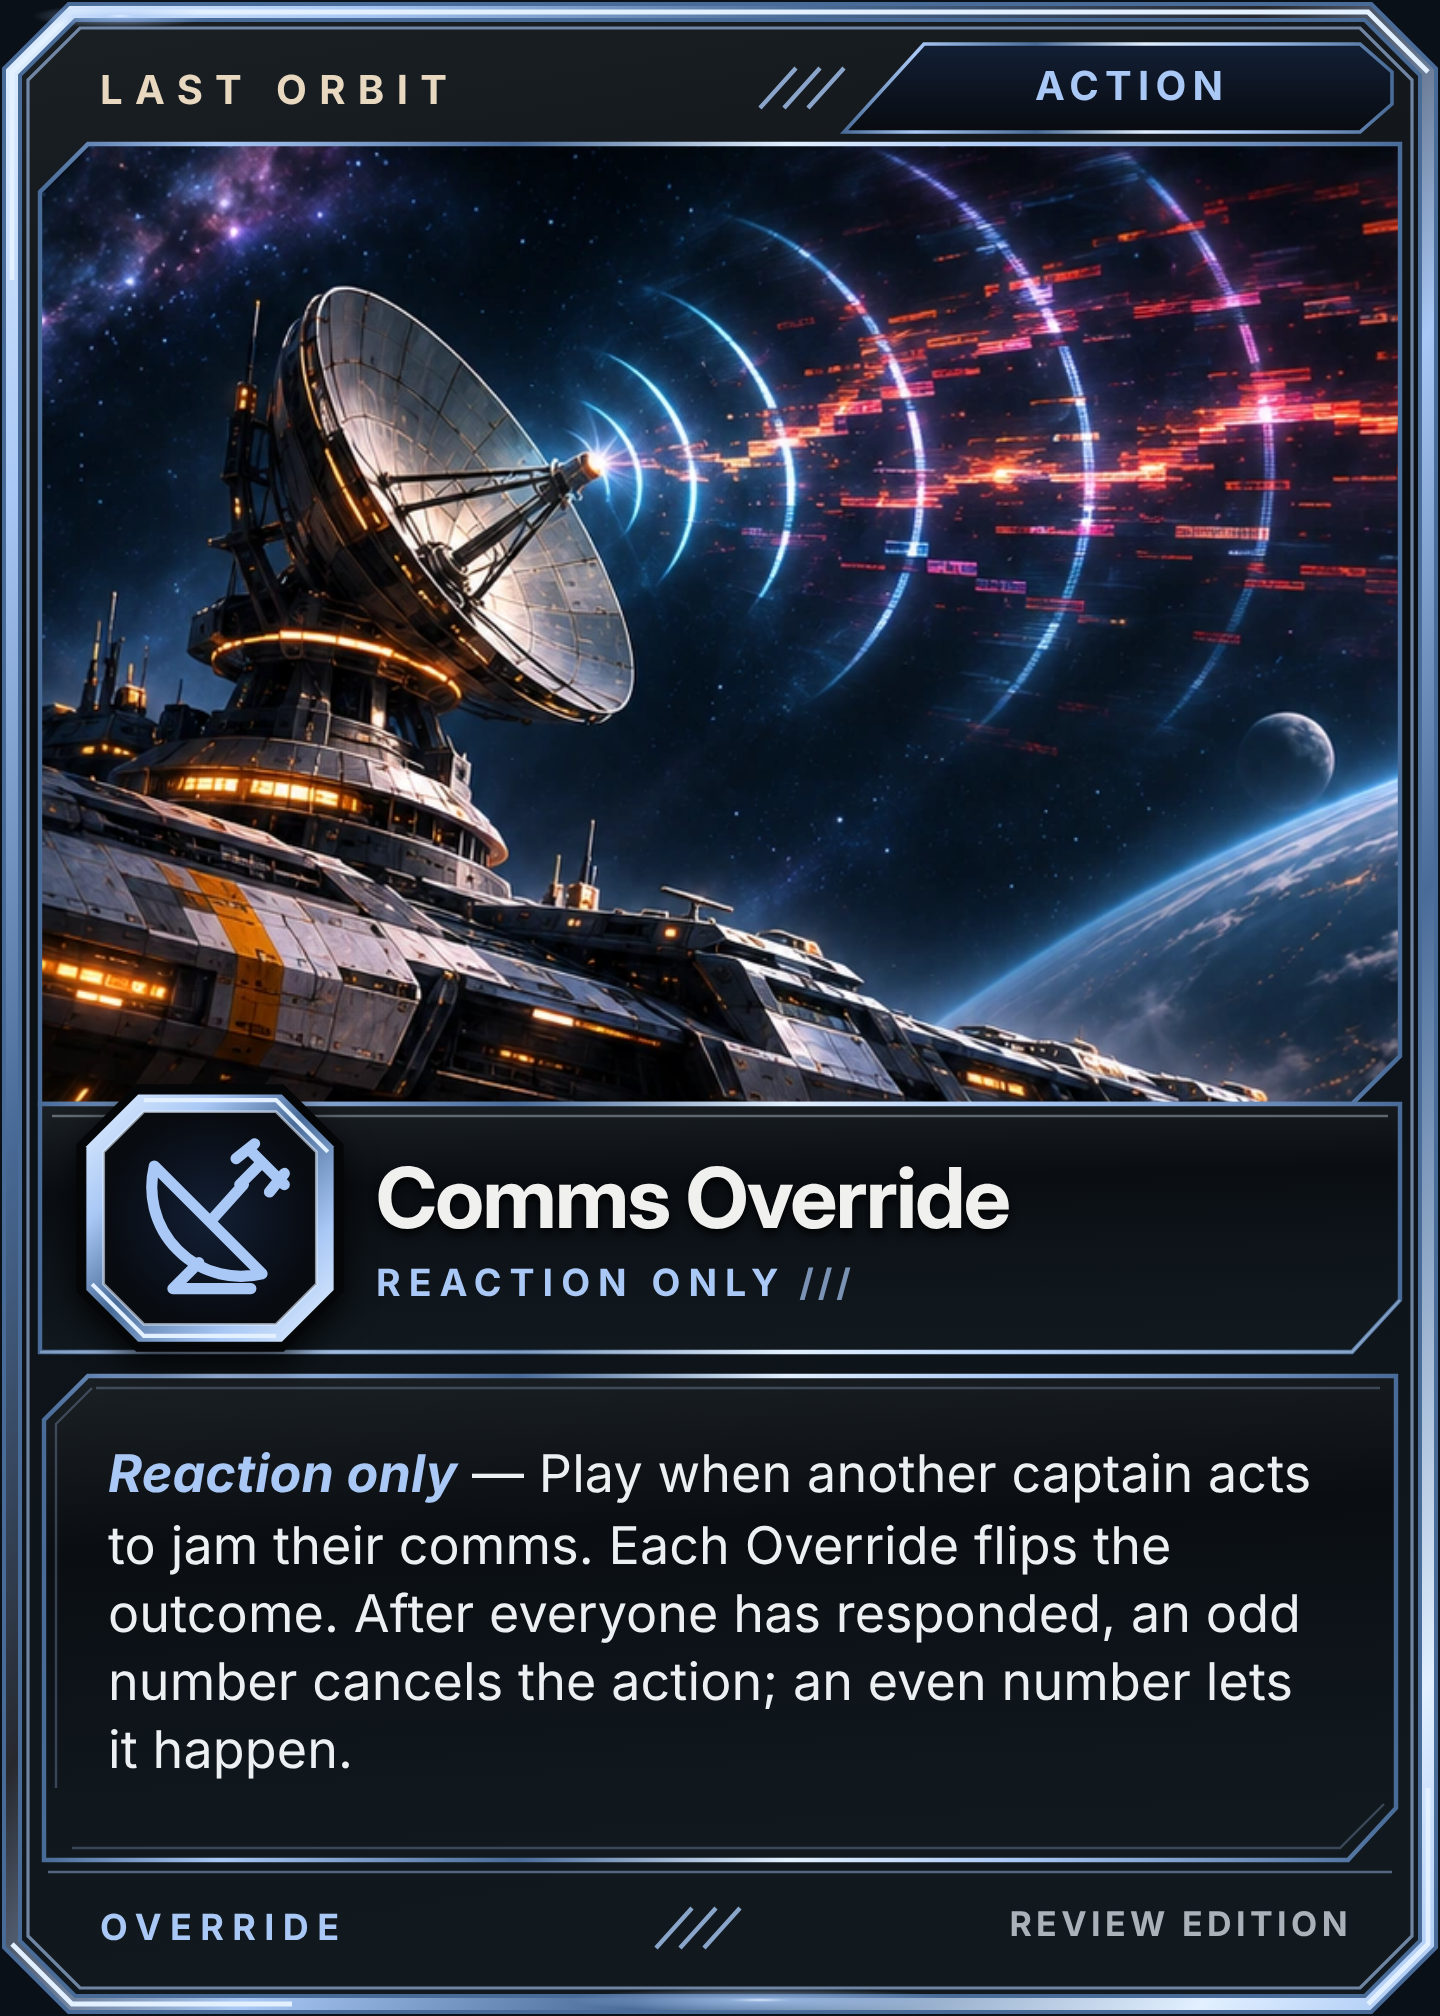 LAST ORBIT
/// ACTION
Comms Override
REACTION ONLY ///
Reaction only — Play when another captain acts
to jam their comms. Each Override flips the
outcome. After everyone has responded, an odd
number cancels the action; an even number lets
it happen.
OVERRIDE /// REVIEW EDITION